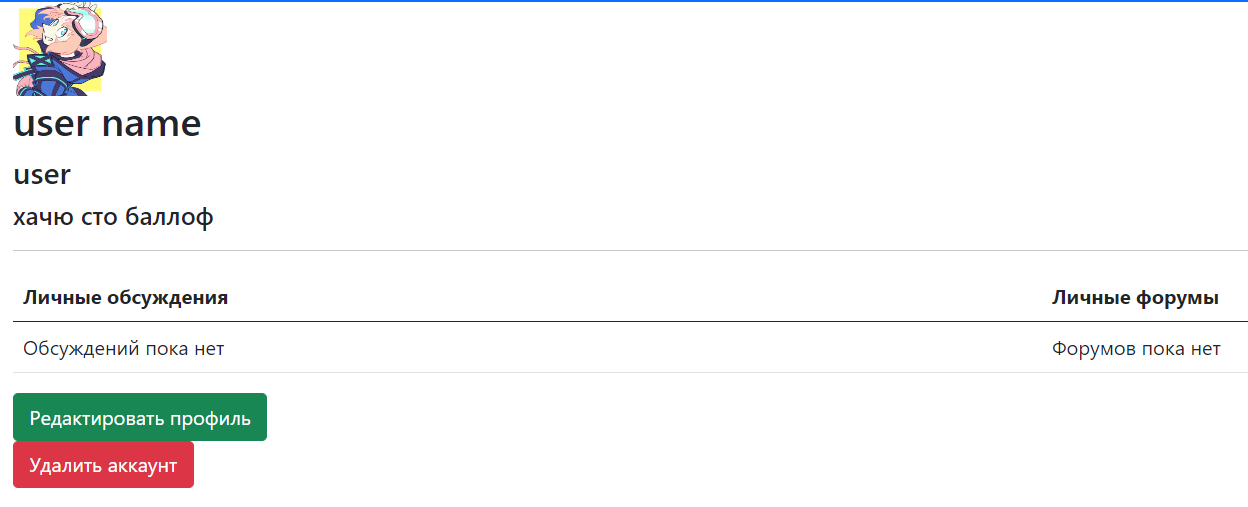 user name
user
хачю сто баллоф
Личные обсуждения Личные форумы
Обсуждений пока нет Форумов пока нет
Редактировать профиль
Удалить аккаунт